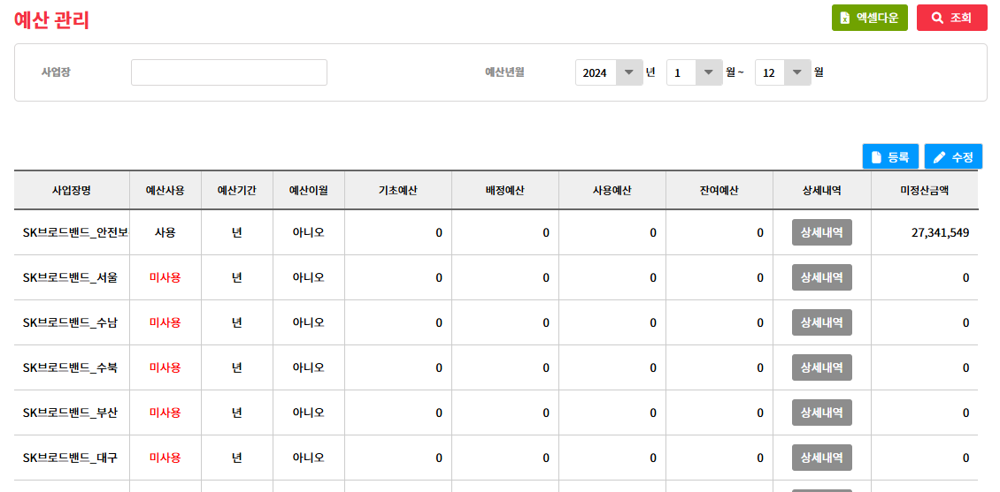 예산 관리
엑셀다운 조회
사업장 예산년월 2024 년 1 월 ~ 12 월
등록 수정
사업장명 예산사용 예산기간 예산이월 기초예산 배정예산 사용예산 잔여예산 상세내역 미정산금액
SK브로드밴드_안전보 사용 년 아니오 0 0 0 0 상세내역 27,341,549
SK브로드밴드_서울 미사용 년 아니오 0 0 0 0 상세내역 0
SK브로드밴드_수남 미사용 년 아니오 0 0 0 0 상세내역 0
SK브로드밴드_수북 미사용 년 아니오 0 0 0 0 상세내역 0
SK브로드밴드_부산 미사용 년 아니오 0 0 0 0 상세내역 0
SK브로드밴드_대구 미사용 년 아니오 0 0 0 0 상세내역 0